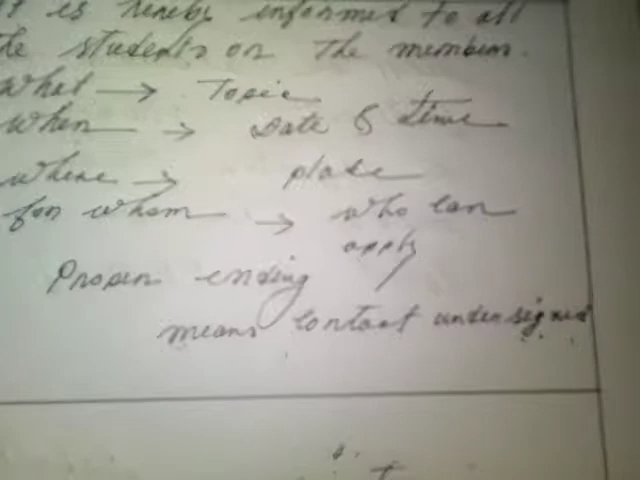 It is hereby informed to all
the students or the members.
what → Topic
when → Date & time
where → place
for whom → who can
apply
Proper ending
means contact undersigned